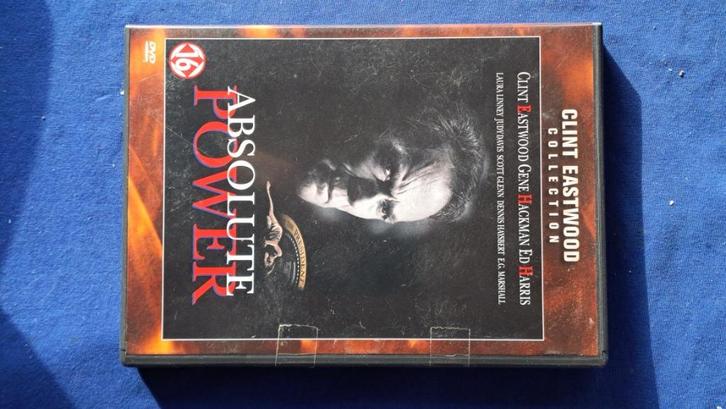 CLINT EASTWOOD
COLLECTION
CLINT EASTWOOD GENE HACKMAN ED HARRIS
LAURA LINNEY JUDY DAVIS SCOTT GLENN DENNIS HAYSBERT E.G. MARSHALL
ABSOLUTE
POWER
16
DVD